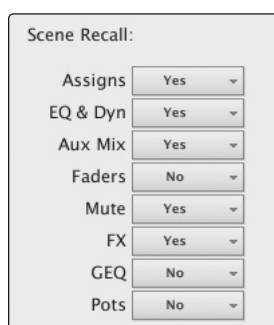 Scene Recall:
Assigns Yes
EQ & Dyn Yes
Aux Mix Yes
Faders No
Mute Yes
FX Yes
GEQ No
Pots No